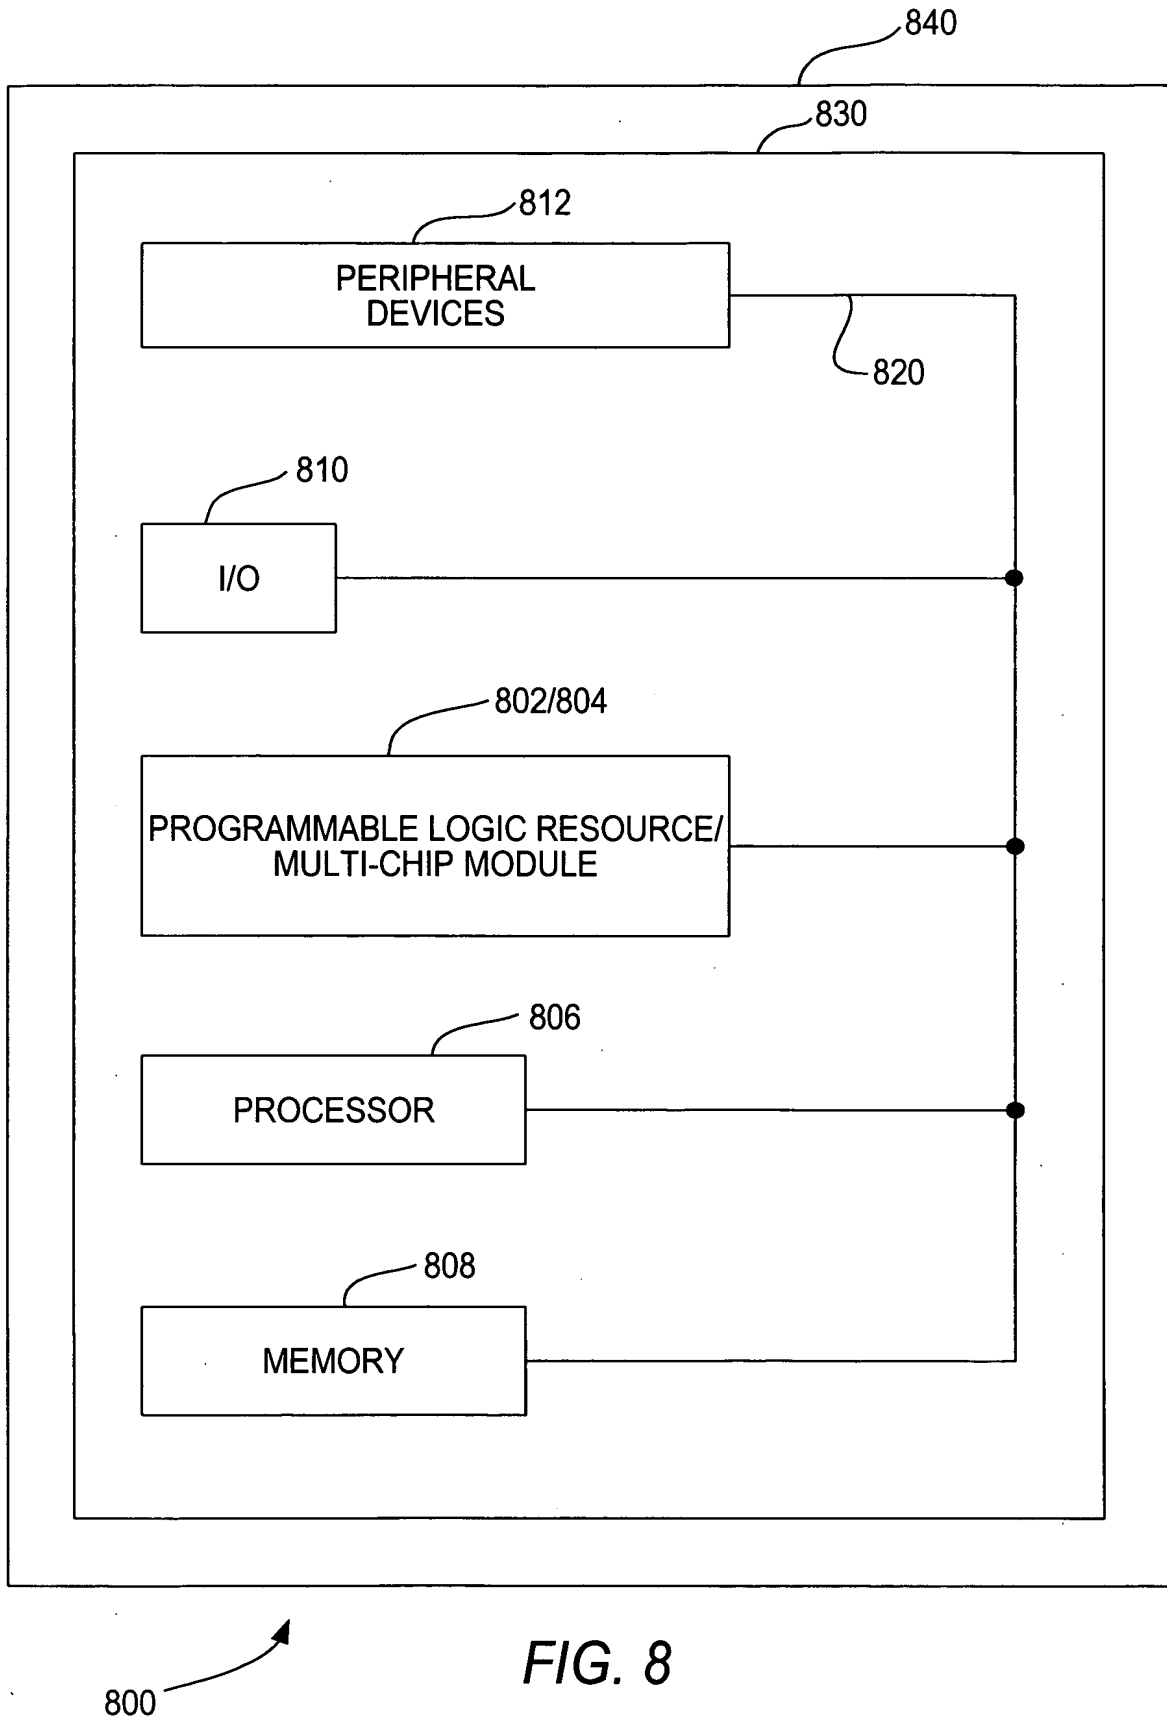 840
830
812
PERIPHERAL
DEVICES
820
810
I/O
802/804
PROGRAMMABLE LOGIC RESOURCE/
MULTI-CHIP MODULE
806
PROCESSOR
808
MEMORY
FIG. 8
800